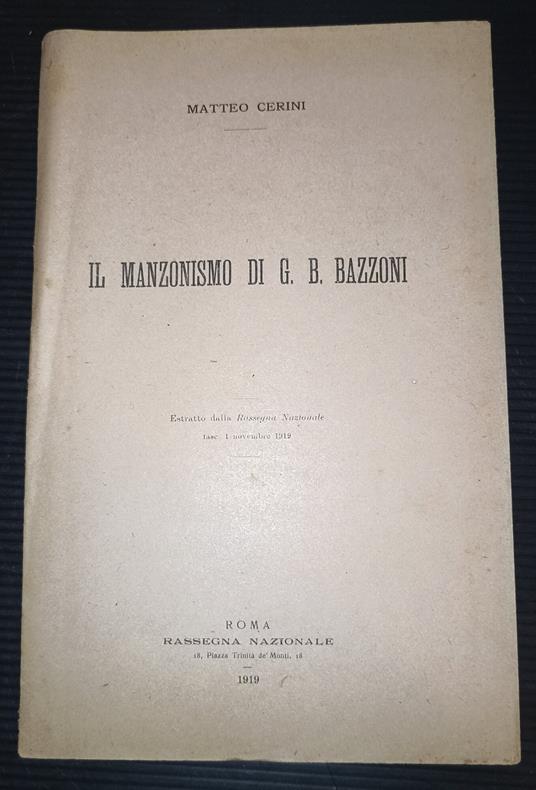 MATTEO CERINI
IL MANZONISMO DI G. B. BAZZONI
Estratto dalla Rassegna Nazionale
fasc. 1 novembre 1919
ROMA
RASSEGNA NAZIONALE
18, Piazza Trinità de' Monti, 18
1919